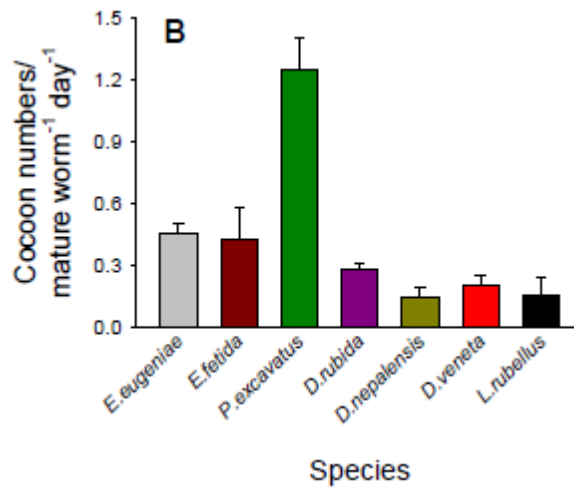 B
Cocoon numbers/
mature worm⁻¹ day⁻¹
1.5
1.2
0.9
0.6
0.3
0.0
E.eugeniae
E.fetida
P.excavatus
D.rubida
D.nepalensis
D.veneta
L.rubellus
Species